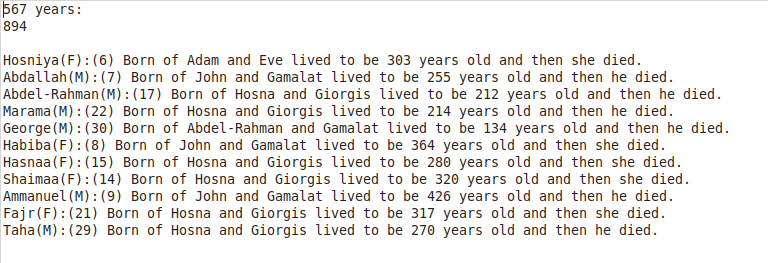 567 years:
894
Hosniya(F):(6) Born of Adam and Eve lived to be 303 years old and then she died.
Abdallah(M):(7) Born of John and Gamalat lived to be 255 years old and then he died.
Abdel-Rahman(M):(17) Born of Hosna and Giorgis lived to be 212 years old and then he died.
Marama(M):(22) Born of Hosna and Giorgis lived to be 214 years old and then he died.
George(M):(30) Born of Abdel-Rahman and Gamalat lived to be 134 years old and then he died.
Habiba(F):(8) Born of John and Gamalat lived to be 364 years old and then she died.
Hasnaa(F):(15) Born of Hosna and Giorgis lived to be 280 years old and then she died.
Shaimaa(F):(14) Born of Hosna and Giorgis lived to be 320 years old and then she died.
Ammanuel(M):(9) Born of John and Gamalat lived to be 426 years old and then he died.
Fajr(F):(21) Born of Hosna and Giorgis lived to be 317 years old and then she died.
Taha(M):(29) Born of Hosna and Giorgis lived to be 270 years old and then he died.